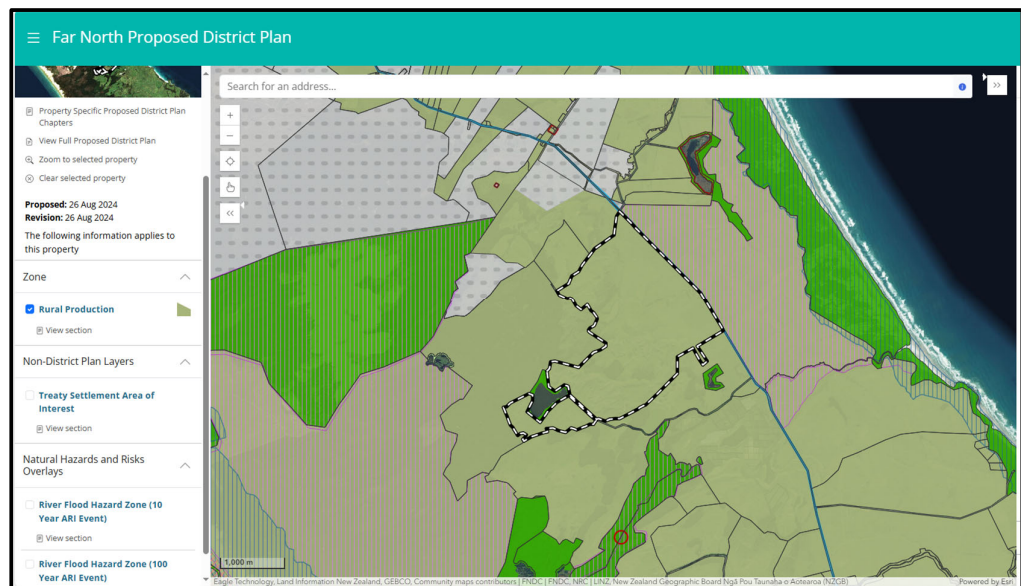 Far North Proposed District Plan
Property Specific Proposed District Plan
Chapters
View Full Proposed District Plan
Zoom to selected property
Clear selected property
Proposed: 26 Aug 2024
Revision: 26 Aug 2024
The following information applies to
this property
Zone
Rural Production
View section
Non-District Plan Layers
Treaty Settlement Area of
Interest
View section
Natural Hazards and Risks
Overlays
River Flood Hazard Zone (10
Year ARI Event)
View section
River Flood Hazard Zone (100
Year ARI Event)
Search for an address...
1,000 m
Eagle Technology, Land Information New Zealand, GEBCO, Community maps contributors | FNDC | FNDC, NRC | LINZ, New Zealand Geographic Board Ngā Pou Taunaha o Aotearoa (NZGB)
Powered by Esri